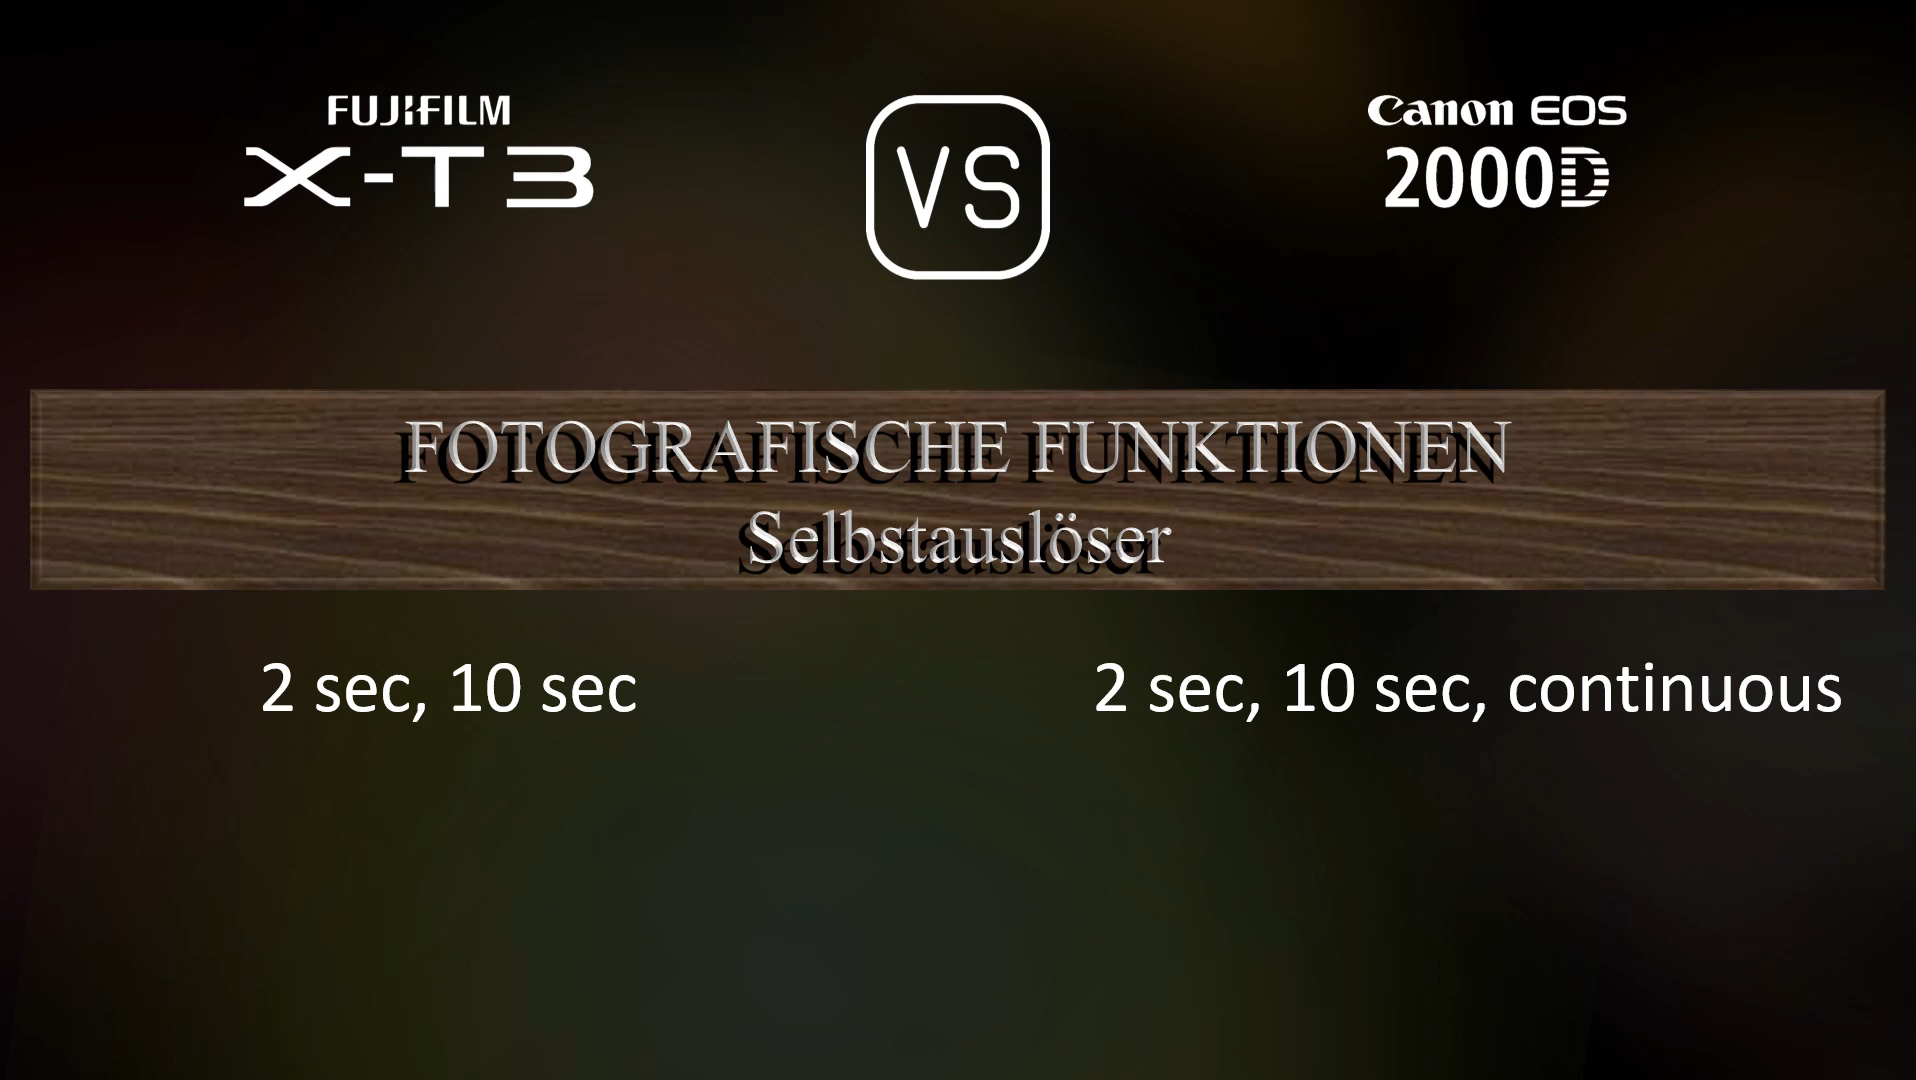 FUJIFILM
X-T3
VS
Canon EOS
2000D
FOTOGRAFISCHE FUNKTIONEN
Selbstauslöser
2 sec, 10 sec
2 sec, 10 sec, continuous